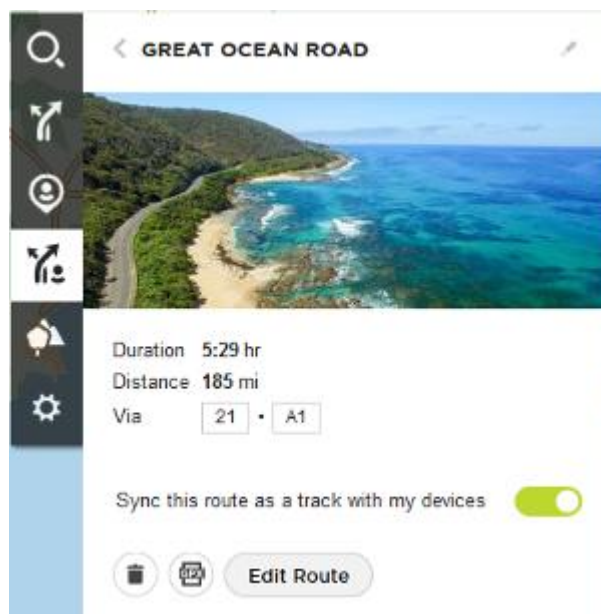 GREAT OCEAN ROAD
Duration 5:29 hr
Distance 185 mi
Via 21 • A1
Sync this route as a track with my devices
Edit Route